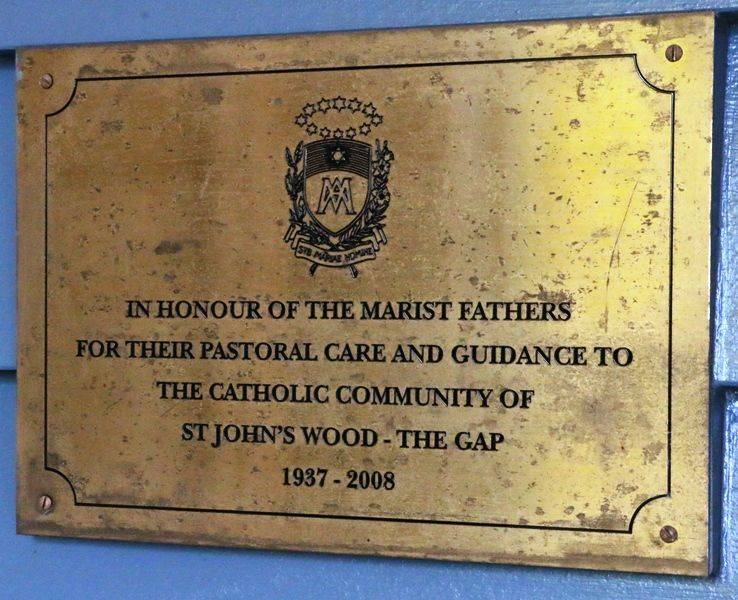 SUB MARIAE NOMINE
IN HONOUR OF THE MARIST FATHERS
FOR THEIR PASTORAL CARE AND GUIDANCE TO
THE CATHOLIC COMMUNITY OF
ST JOHN'S WOOD - THE GAP
1937 - 2008